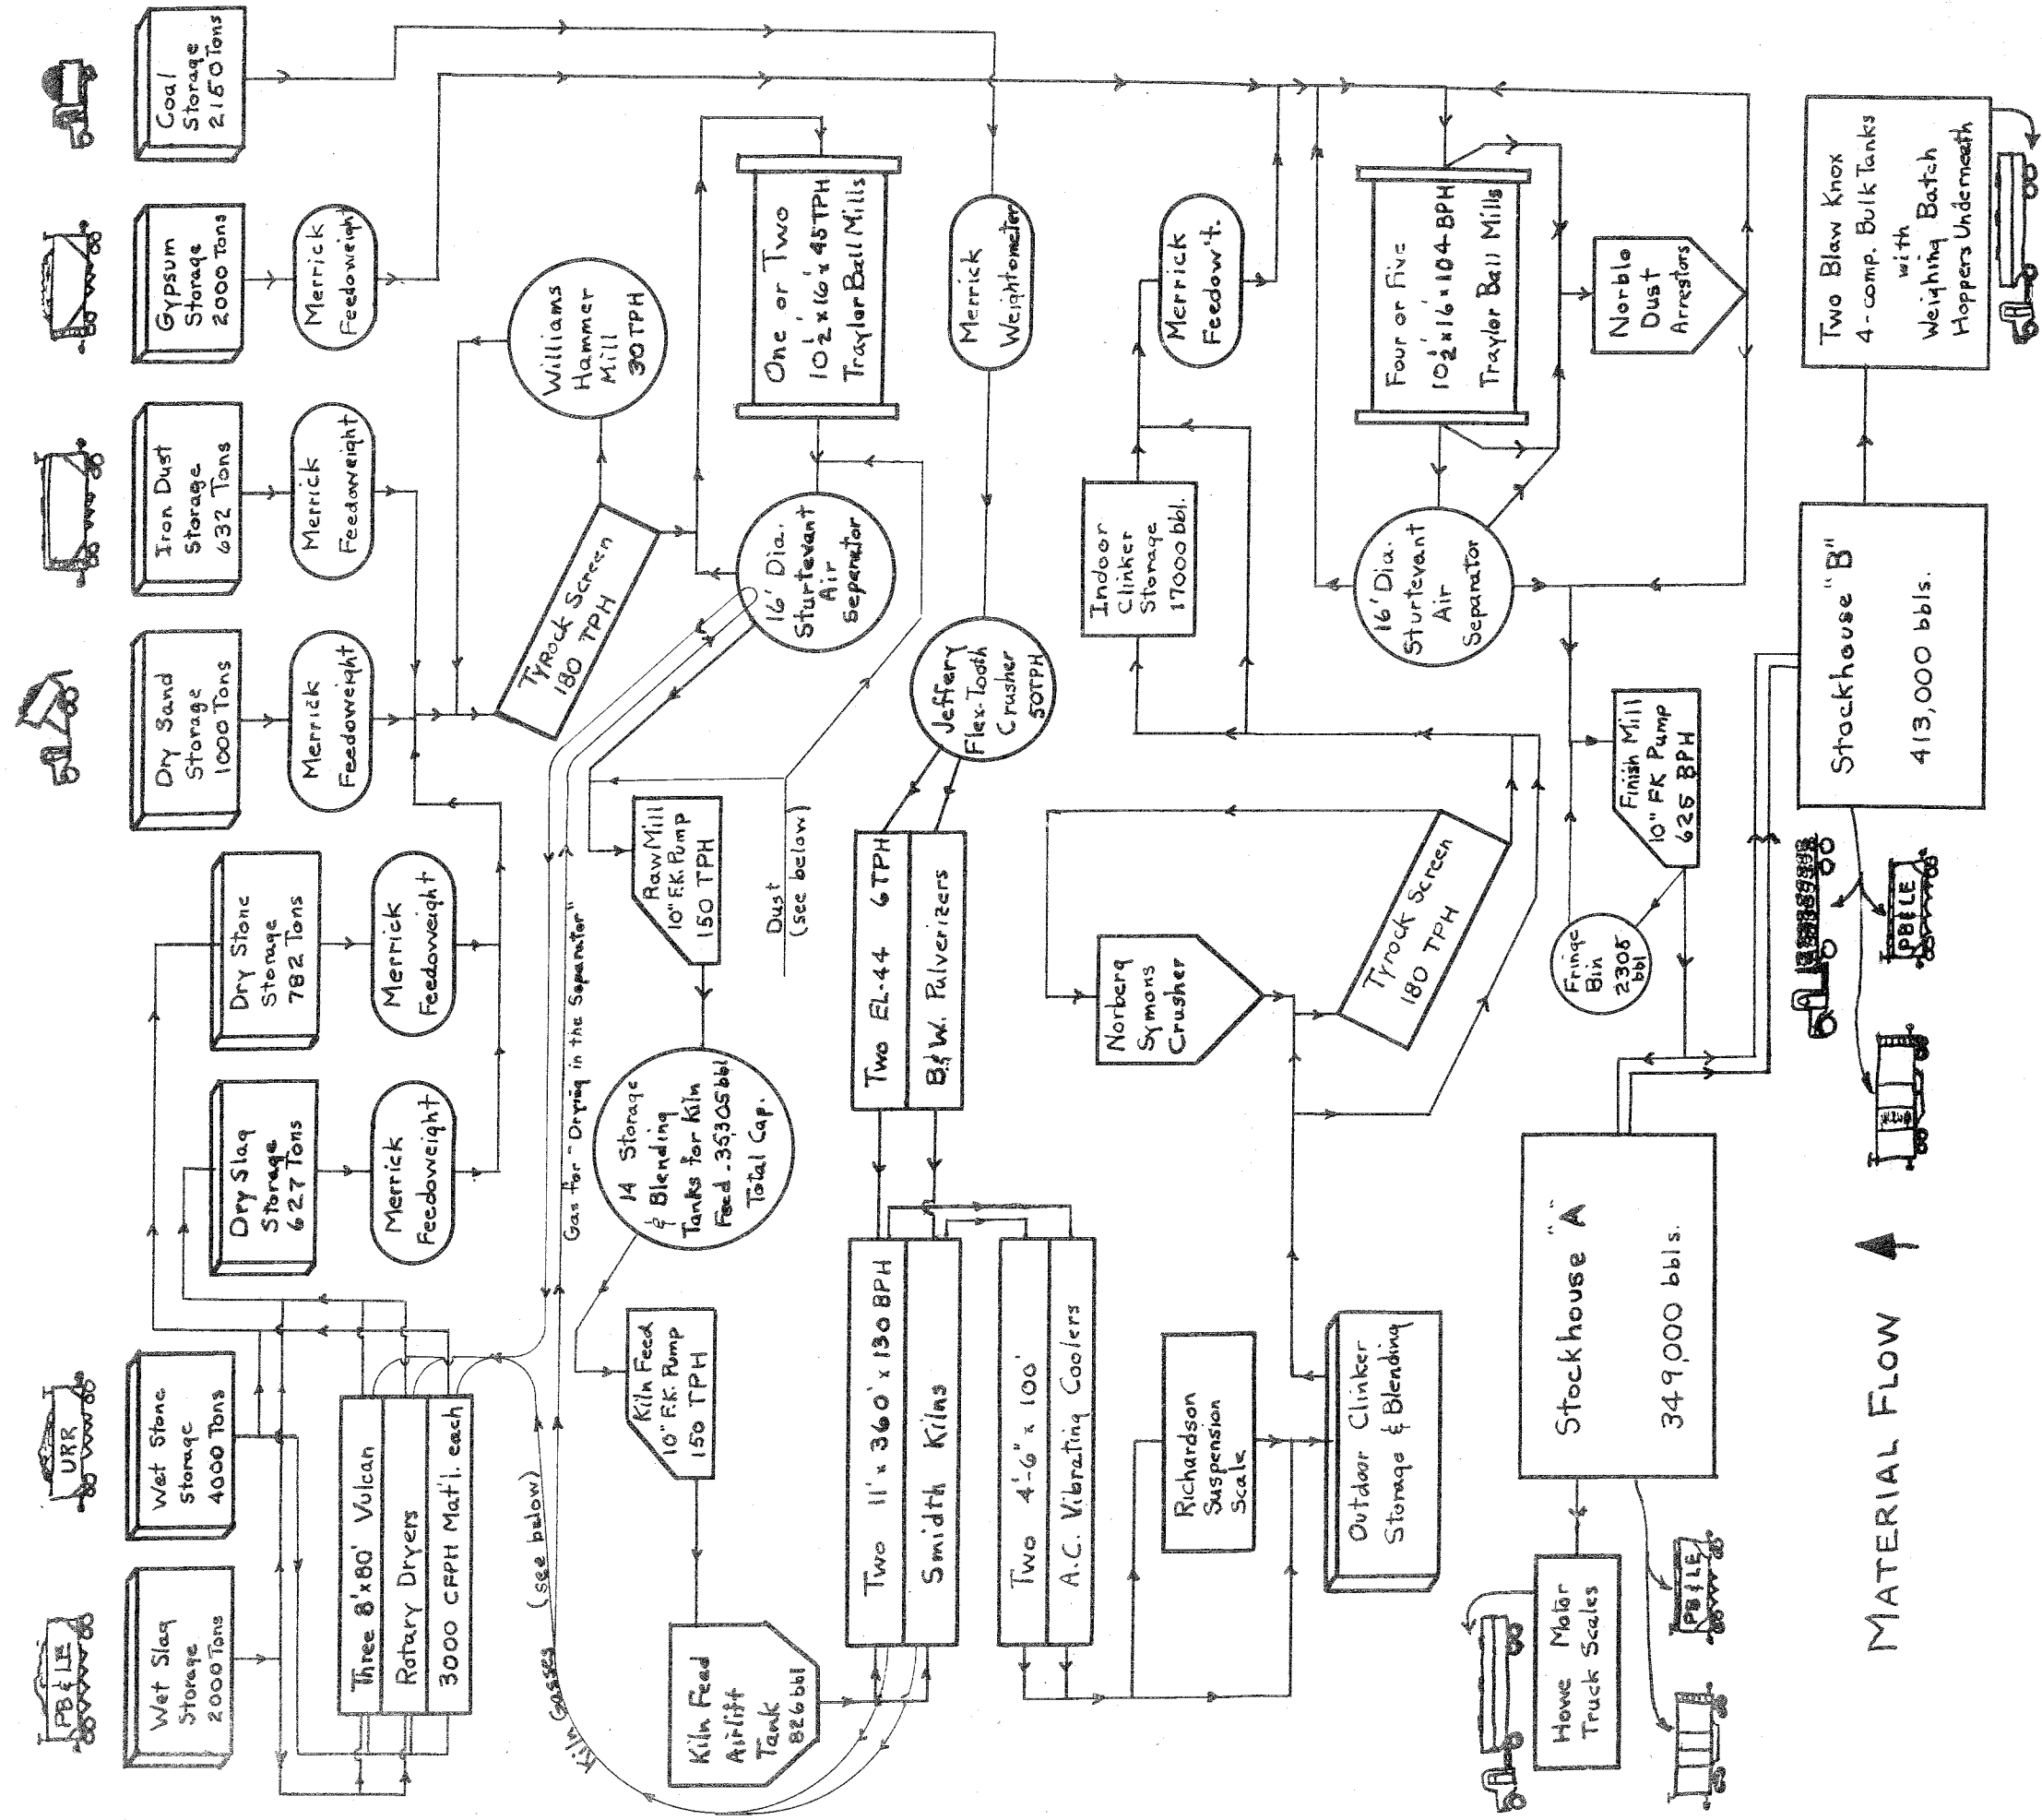 PB & LE
URR
Wet Slag
Storage
2000 Tons
Wet Stone
Storage
4000 Tons
Dry Slag
Storage
627 Tons
Dry Stone
Storage
782 Tons
Dry Sand
Storage
1000 Tons
Iron Dust
Storage
632 Tons
Gypsum
Storage
2000 Tons
Coal
Storage
2150 Tons
Merrick
Feedoweight
Merrick
Feedoweight
Merrick
Feedoweight
Merrick
Feedoweight
Merrick
Feedoweight
Three 8'x80' Vulcan
Rotary Dryers
3000 CFPH Mat'l. each
Williams
Hammer
Mill
30 TPH
Tyrock Screen
180 TPH
One or Two
10½'x16'x45TPH
Traylor Ball Mills
16' Dia.
Sturtevant
Air
Separator
Gas for "Drying in the Separator"
Kiln Gasses (see below)
Raw Mill
10" F.K. Pump
150 TPH
Dust
(see below)
14 Storage
& Blending
Tanks for Kiln
Feed -35,305 bbl
Total Cap.
Kiln Feed
10" F.K. Pump
150 TPH
Kiln Feed
Airlift
Tank
826 bbl
Merrick
Weightometer
Jeffery
Flex-Tooth
Crusher
50TPH
Two EL-44 6 TPH
B&W. Pulverizers
Two 11' x 360' x 130 BPH
Smidth Kilns
Two 4'-6" x 100'
A.C. Vibrating Coolers
Richardson
Suspension
Scale
Outdoor Clinker
Storage & Blending
Norberg
Symons
Crusher
Tyrock Screen
180 TPH
Indoor
Clinker
Storage
17000 bbl.
Merrick
Feedow't.
Four or Five
10½'x16'x104 BPH
Traylor Ball Mills
16' Dia.
Sturtevant
Air
Separator
Norblo
Dust
Arrestors
Finish Mill
10" FK Pump
625 BPH
Fringe
Bin
2305
bbl
Stockhouse "A"
349,000 bbls.
Stockhouse "B"
413,000 bbls.
Two Blaw Knox
4-comp. Bulk Tanks
with
Weighing Batch
Hoppers Underneath
Howe Motor
Truck Scales
PB & LE
PB & LE
MATERIAL FLOW